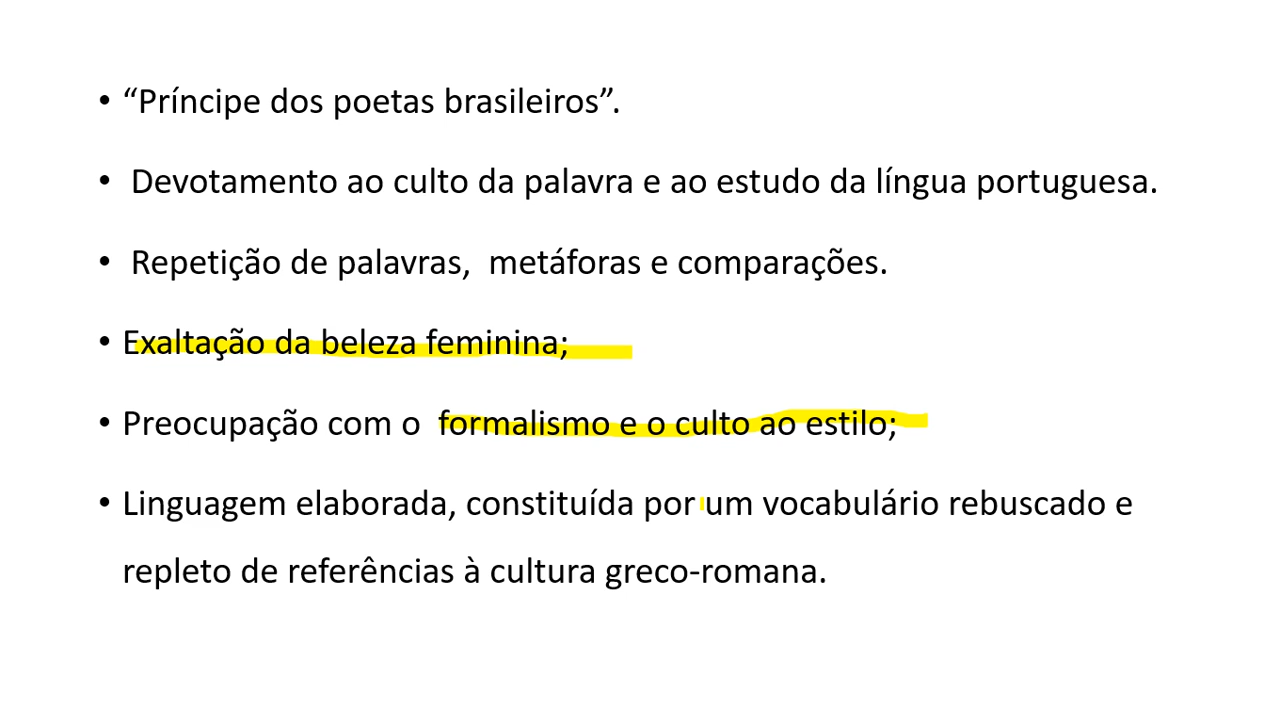 • “Príncipe dos poetas brasileiros”.
• Devotamento ao culto da palavra e ao estudo da língua portuguesa.
• Repetição de palavras, metáforas e comparações.
• Exaltação da beleza feminina;
• Preocupação com o formalismo e o culto ao estilo;
• Linguagem elaborada, constituída por um vocabulário rebuscado e
repleto de referências à cultura greco-romana.